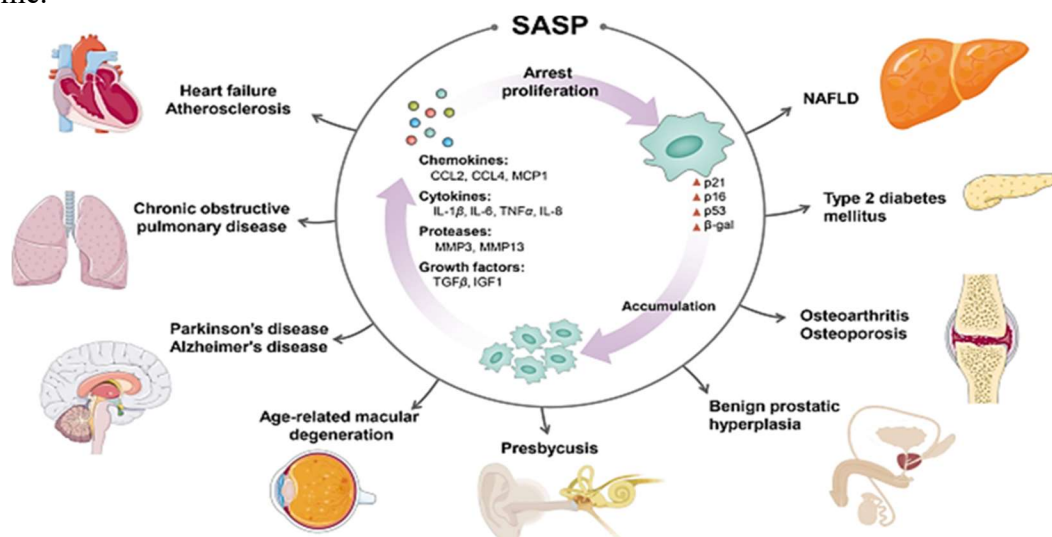 SASP
Arrest
proliferation
Chemokines:
CCL2, CCL4, MCP1
Cytokines:
IL-1β, IL-6, TNFα, IL-8
Proteases:
MMP3, MMP13
Growth factors:
TGFβ, IGF1
p21
p16
p53
β-gal
Accumulation
Heart failure
Atherosclerosis
Chronic obstructive
pulmonary disease
Parkinson's disease
Alzheimer's disease
Age-related macular
degeneration
Presbycusis
Benign prostatic
hyperplasia
Osteoarthritis
Osteoporosis
Type 2 diabetes
mellitus
NAFLD